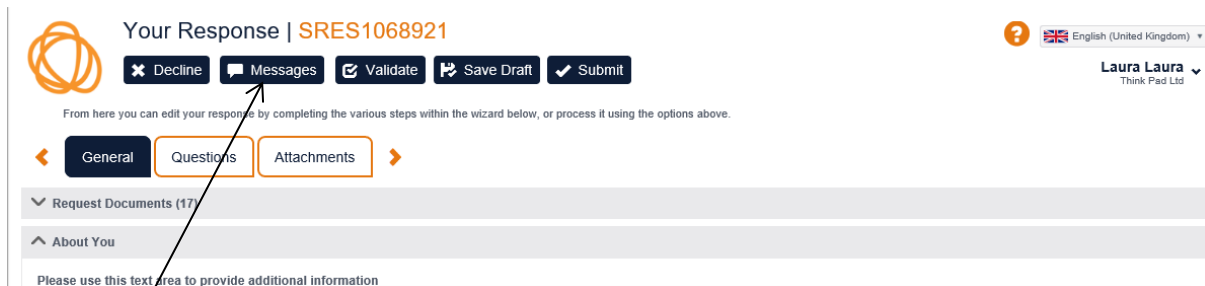 Your Response | SRES1068921
English (United Kingdom)
Decline Messages Validate Save Draft Submit
Laura Laura
Think Pad Ltd
From here you can edit your response by completing the various steps within the wizard below, or process it using the options above.
General Questions Attachments
Request Documents (17)
About You
Please use this text area to provide additional information